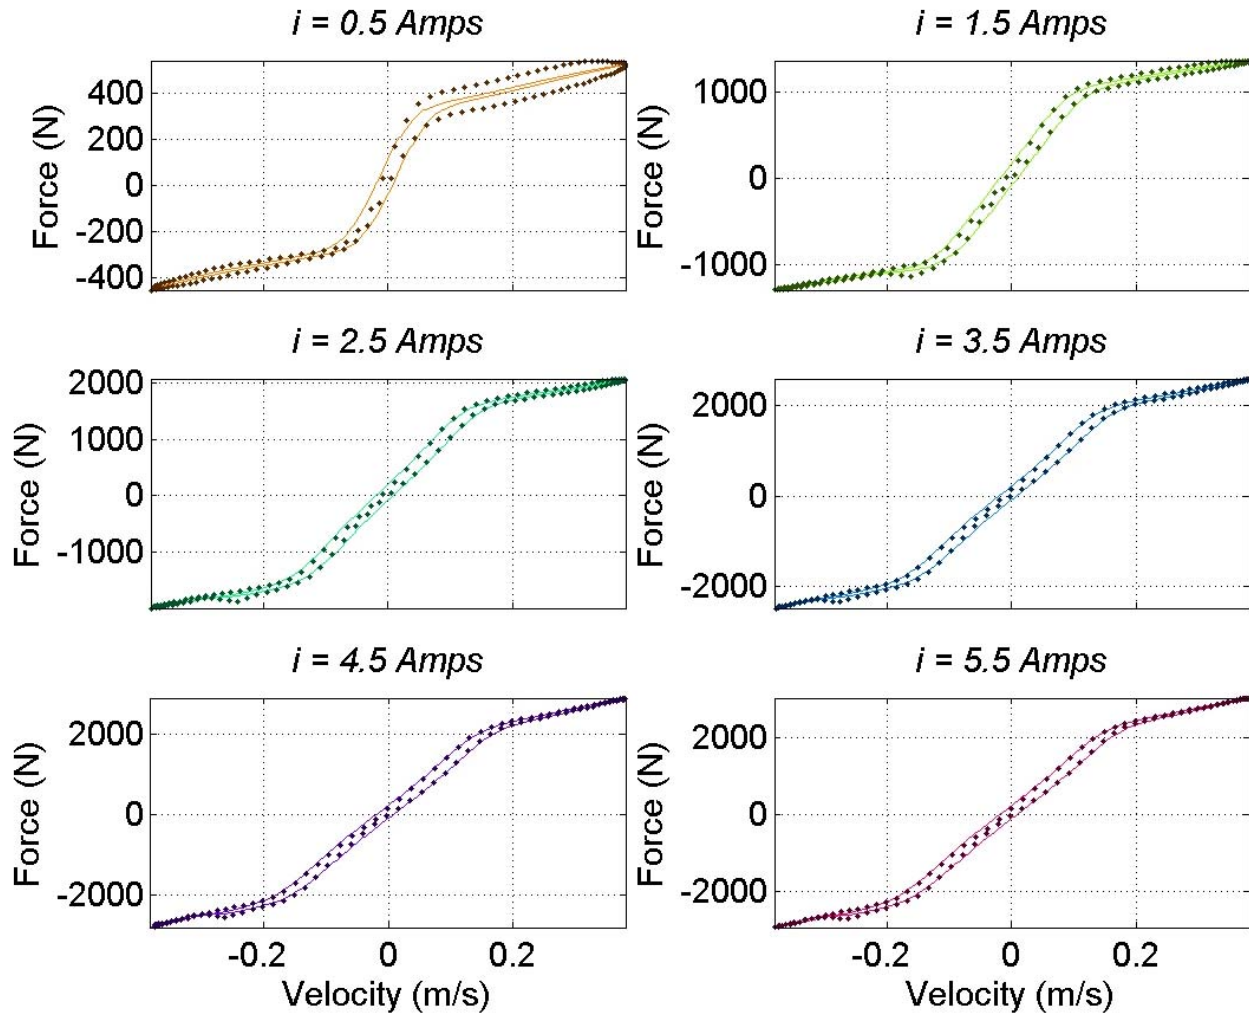 i = 0.5 Amps
i = 1.5 Amps
Force (N)
400
200
0
-200
-400
Force (N)
1000
0
-1000
i = 2.5 Amps
i = 3.5 Amps
Force (N)
2000
1000
0
-1000
Force (N)
2000
0
-2000
i = 4.5 Amps
i = 5.5 Amps
Force (N)
2000
0
-2000
-0.2
0
0.2
Velocity (m/s)
Force (N)
2000
0
-2000
-0.2
0
0.2
Velocity (m/s)